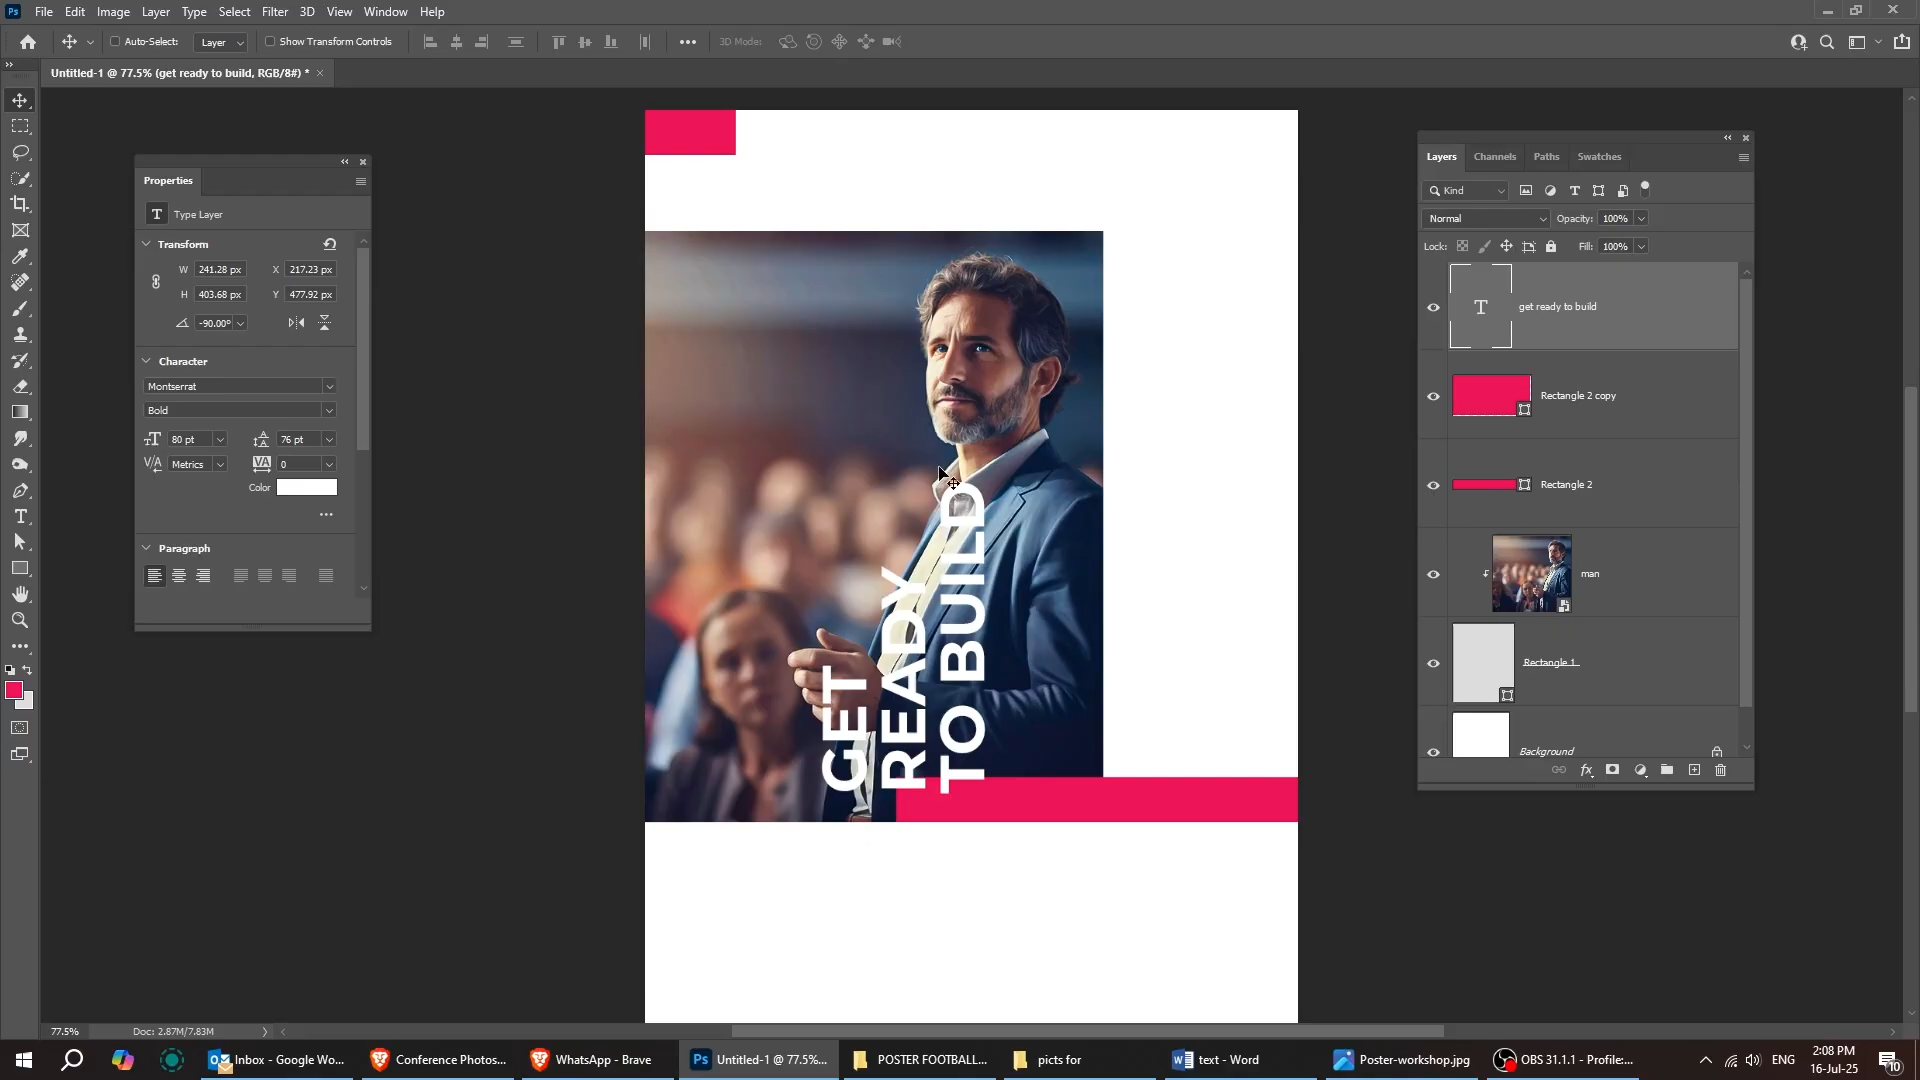 Ps File Edit Image Layer Type Select Filter 3D View Window Help
Auto-Select: Layer Show Transform Controls 3D Mode:
Untitled-1 @ 77.5% (get ready to build, RGB/8#) *
Properties
T Type Layer
Transform
W 241.28 px X 217.23 px
H 403.68 px Y 477.92 px
-90.00°
Character
Montserrat
Bold
80 pt 76 pt
Metrics 0
Color
Paragraph
GET
READY
TO BUILD
Layers Channels Paths Swatches
Kind
Normal Opacity: 100%
Lock: Fill: 100%
get ready to build
Rectangle 2 copy
Rectangle 2
man
Rectangle 1
Background
77.5% Doc: 2.87M/7.83M
Inbox - Google Wo... Conference Photos... WhatsApp - Brave Untitled-1 @ 77.5%... POSTER FOOTBALL... picts for text - Word Poster-workshop.jpg OBS 31.1.1 - Profile:... ENG 2:08 PM
16-Jul-25 10